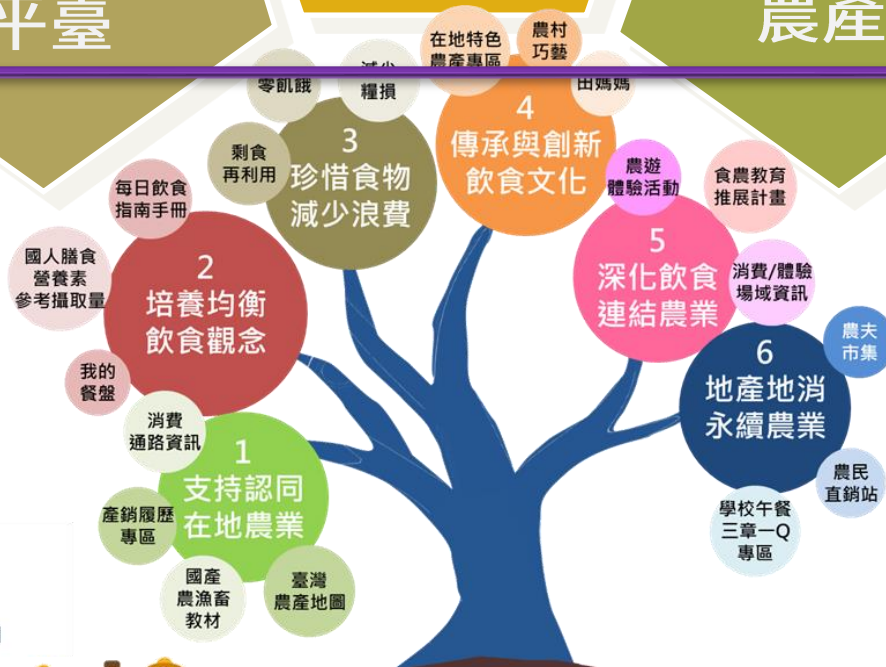 平臺
農產
在地特色
農產專區
農村
巧藝
田媽媽
零飢餓
減少
糧損
剩食
再利用
3
珍惜食物
減少浪費
4
傳承與創新
飲食文化
農遊
體驗活動
食農教育
推展計畫
消費/體驗
場域資訊
5
深化飲食
連結農業
每日飲食
指南手冊
國人膳食
營養素
參考攝取量
我的
餐盤
2
培養均衡
飲食觀念
農夫
市集
6
地產地消
永續農業
農民
直銷站
學校午餐
三章一Q
專區
消費
通路資訊
1
支持認同
在地農業
產銷履歷
專區
國產
農漁畜
教材
臺灣
農產地圖